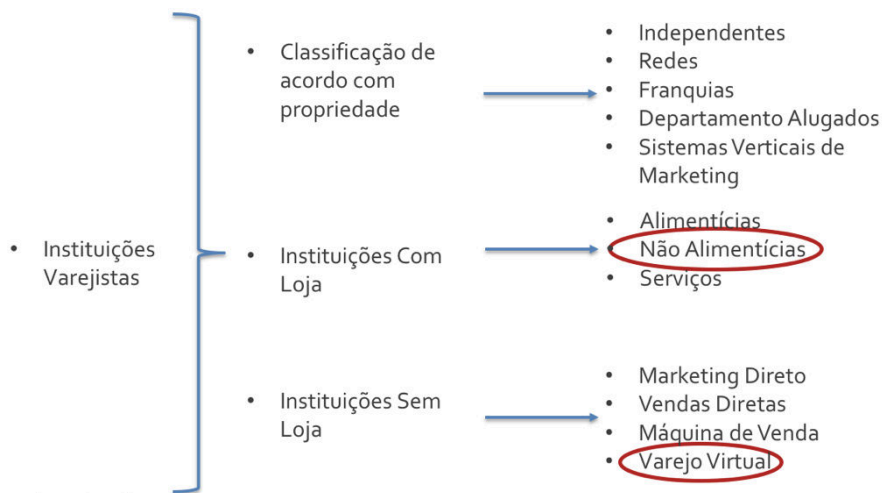 • Instituições
Varejistas
• Classificação de
acordo com
propriedade
• Independentes
• Redes
• Franquias
• Departamento Alugados
• Sistemas Verticais de
Marketing
• Instituições Com
Loja
• Alimentícias
• Não Alimentícias
• Serviços
• Instituições Sem
Loja
• Marketing Direto
• Vendas Diretas
• Máquina de Venda
• Varejo Virtual